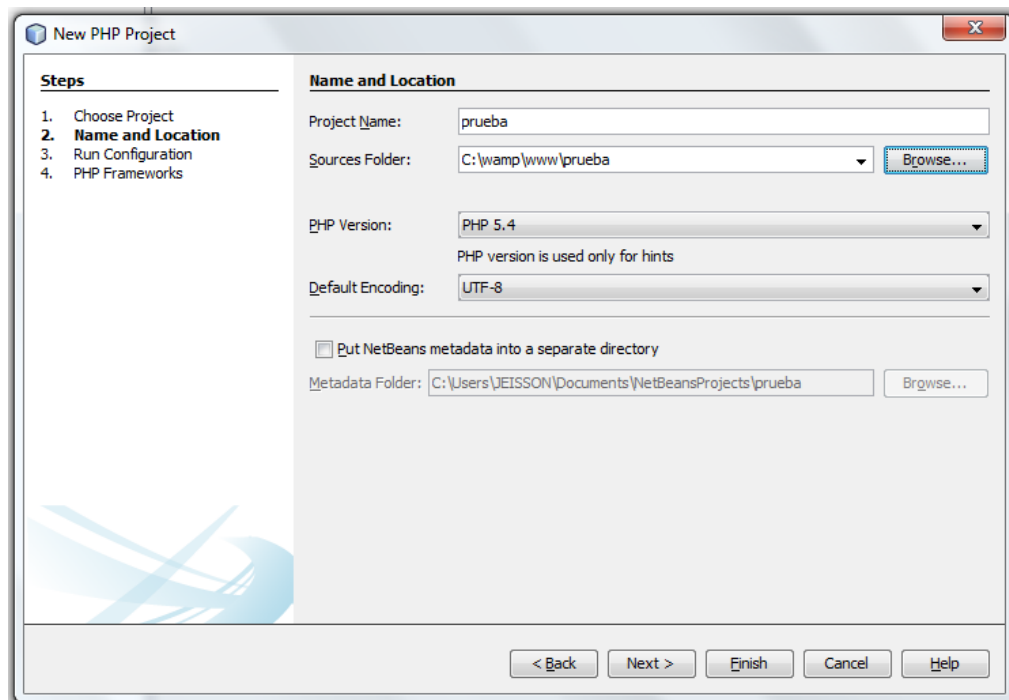 New PHP Project
Steps
1. Choose Project
2. Name and Location
3. Run Configuration
4. PHP Frameworks
Name and Location
Project Name: prueba
Sources Folder: C:\wamp\www\prueba Browse...
PHP Version: PHP 5.4
PHP version is used only for hints
Default Encoding: UTF-8
Put NetBeans metadata into a separate directory
Metadata Folder: C:\Users\JEISSON\Documents\NetBeansProjects\prueba Browse...
< Back Next > Finish Cancel Help